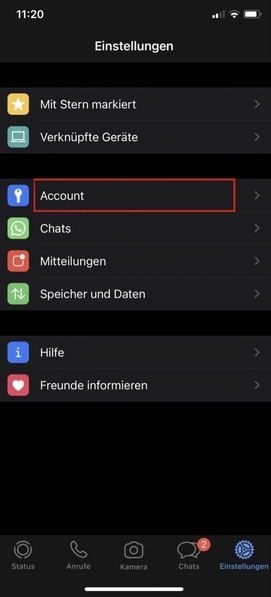 11:20
Einstellungen
Mit Stern markiert
Verknüpfte Geräte
Account
Chats
Mitteilungen
Speicher und Daten
Hilfe
Freunde informieren
2
Status
Anrufe
Kamera
Chats
Einstellungen